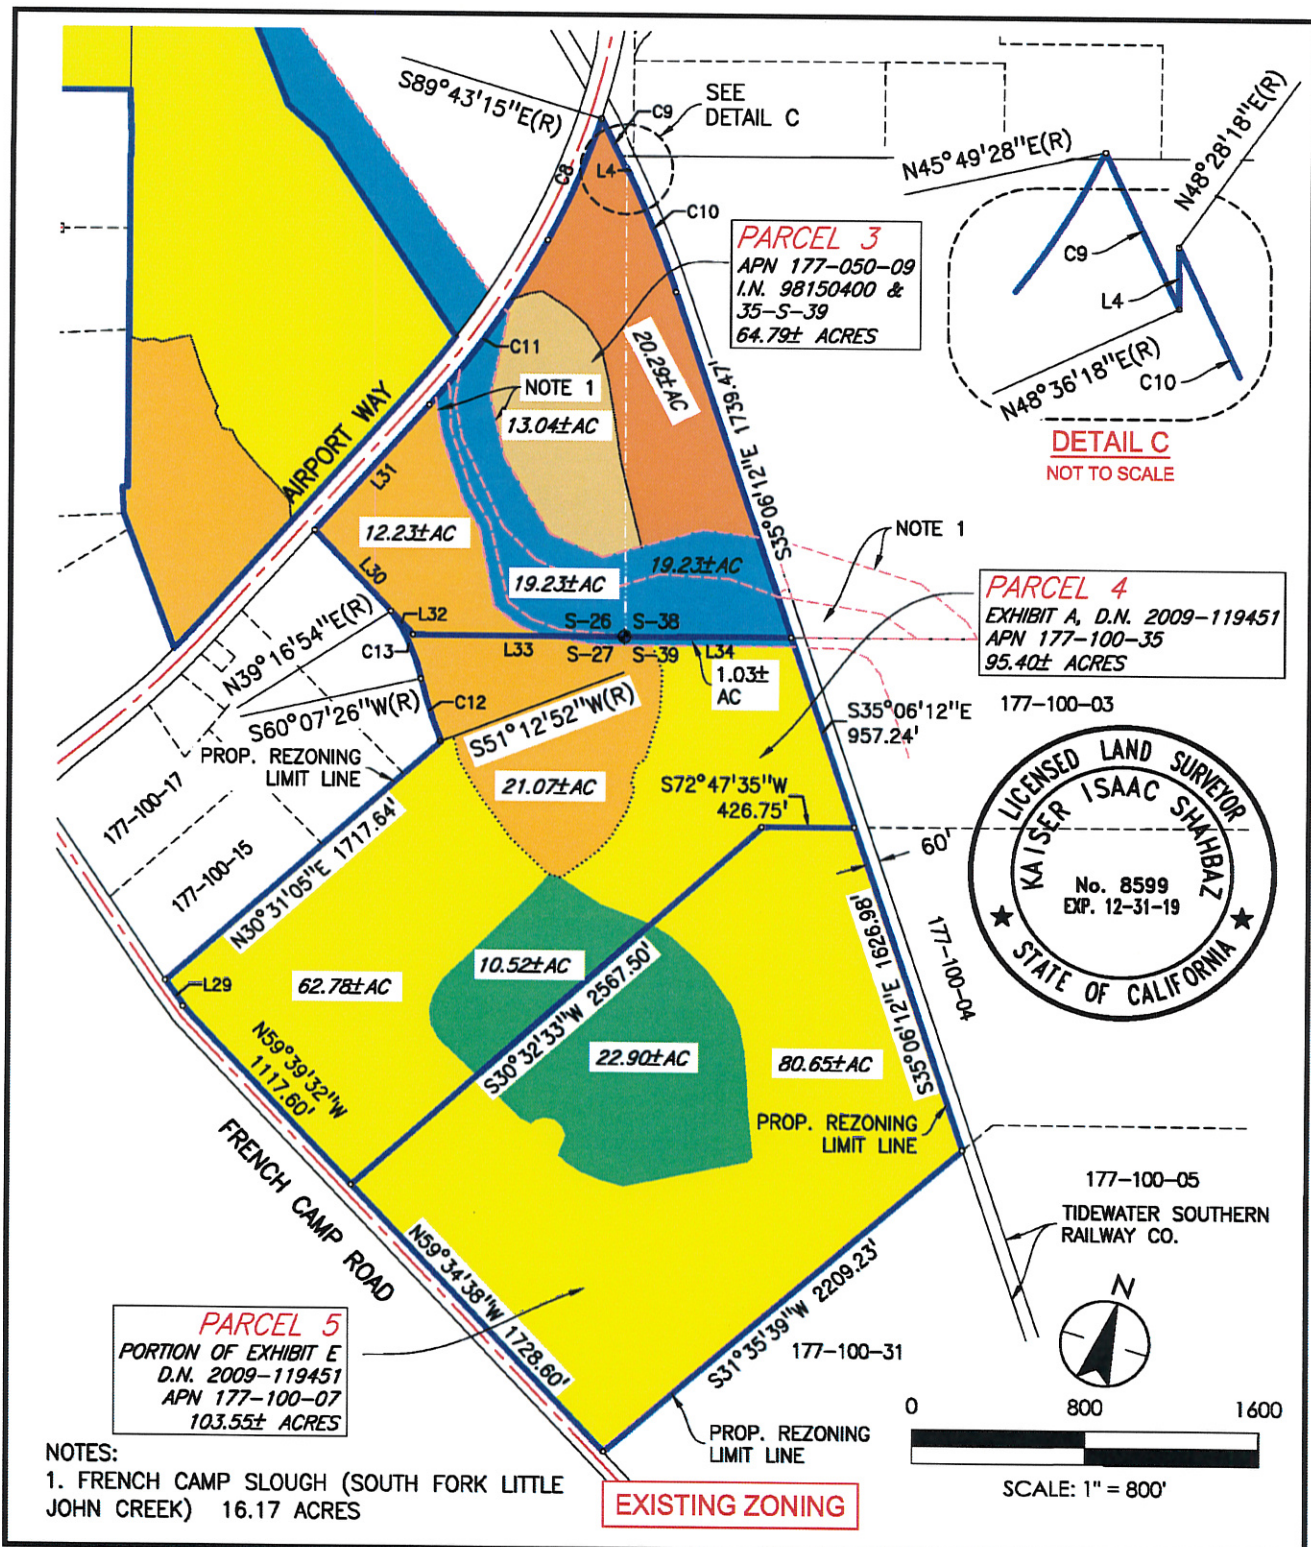 S89°43'15"E(R)
C9
SEE
DETAIL C
C8
L4
C10
N45°49'28"E(R)
N48°28'18"E(R)
C9
L4
N48°36'18"E(R)
C10
DETAIL C
NOT TO SCALE
PARCEL 3
APN 177-050-09
I.N. 98150400 &
35-S-39
64.79± ACRES
C11
NOTE 1
20.29±AC
13.04±AC
S35°06'12"E 1739.47'
AIRPORT WAY
L31
12.23±AC
NOTE 1
19.23±AC
19.23±AC
L30
PARCEL 4
EXHIBIT A, D.N. 2009-119451
APN 177-100-35
95.40± ACRES
L32
S-26
S-38
L33
S-27
S-39
L34
N39°16'54"E(R)
C13
1.03±
AC
S60°07'26"W(R)
C12
S51°12'52"W(R)
S35°06'12"E
957.24'
177-100-03
PROP. REZONING
LIMIT LINE
21.07±AC
S72°47'35"W
426.75'
177-100-17
177-100-15
N30°31'05"E 1717.64'
60'
LICENSED LAND SURVEYOR
KAISER ISAAC SHAHBAZ
No. 8599
EXP. 12-31-19
STATE OF CALIFORNIA
S35°06'12"E 1626.98'
177-100-04
L29
62.78±AC
10.52±AC
S30°32'33"W 2567.50'
22.90±AC
80.65±AC
N59°39'32"W
1117.60'
PROP. REZONING
LIMIT LINE
FRENCH CAMP ROAD
177-100-05
TIDEWATER SOUTHERN
RAILWAY CO.
N59°34'38"W 1728.60'
S31°35'39"W 2209.23'
177-100-31
N
PARCEL 5
PORTION OF EXHIBIT E
D.N. 2009-119451
APN 177-100-07
103.55± ACRES
PROP. REZONING
LIMIT LINE
0 800 1600
SCALE: 1" = 800'
NOTES:
1. FRENCH CAMP SLOUGH (SOUTH FORK LITTLE
JOHN CREEK) 16.17 ACRES
EXISTING ZONING